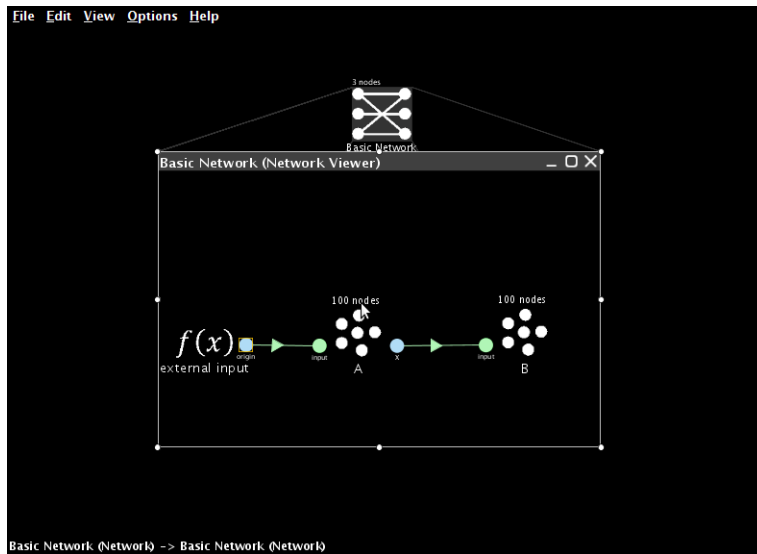 File Edit View Options Help
3 nodes
Basic Network
Basic Network (Network Viewer)
100 nodes
100 nodes
f(x)
origin
input
X
input
external input
A
B
Basic Network (Network) -> Basic Network (Network)